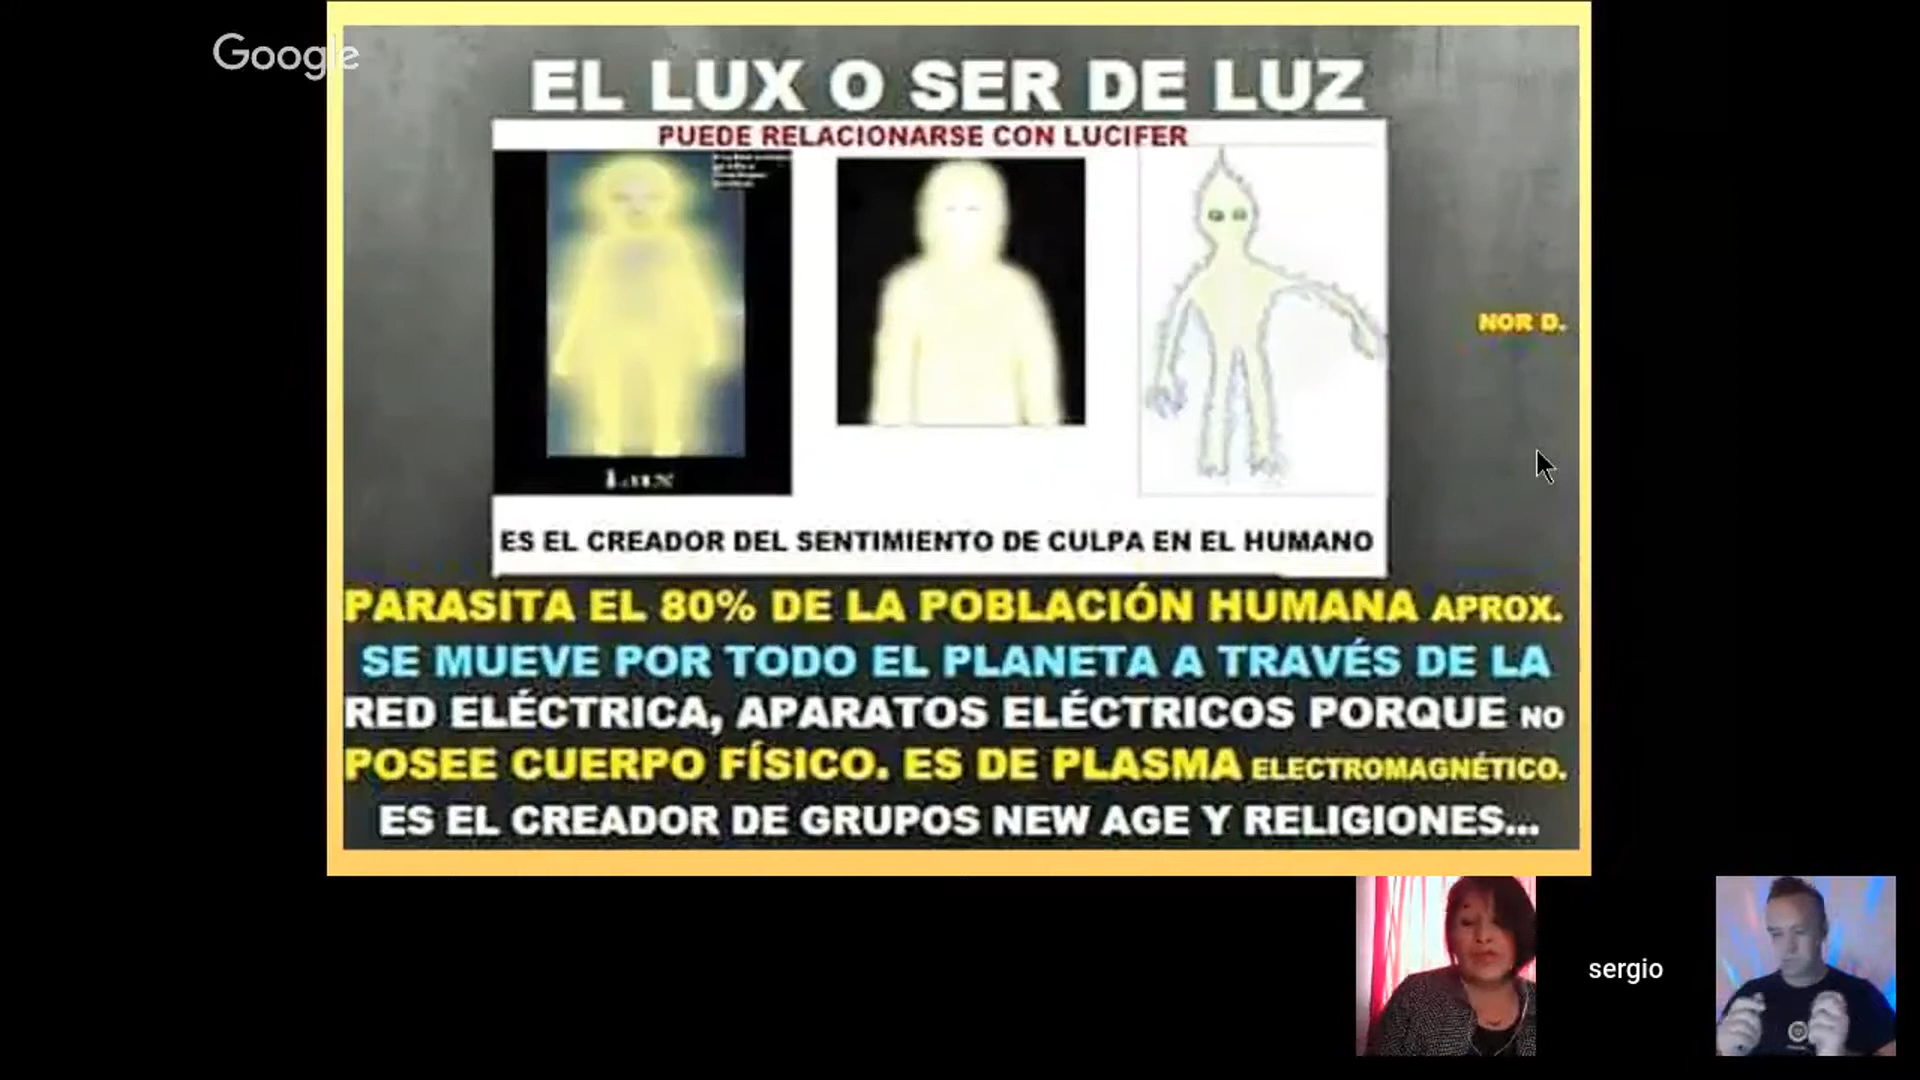 Google
EL LUX O SER DE LUZ
PUEDE RELACIONARSE CON LUCIFER
NOR D.
ES EL CREADOR DEL SENTIMIENTO DE CULPA EN EL HUMANO
PARASITA EL 80% DE LA POBLACIÓN HUMANA APROX.
SE MUEVE POR TODO EL PLANETA A TRAVÉS DE LA
RED ELÉCTRICA, APARATOS ELÉCTRICOS PORQUE NO
POSEE CUERPO FÍSICO. ES DE PLASMA ELECTROMAGNÉTICO.
ES EL CREADOR DE GRUPOS NEW AGE Y RELIGIONES...
sergio